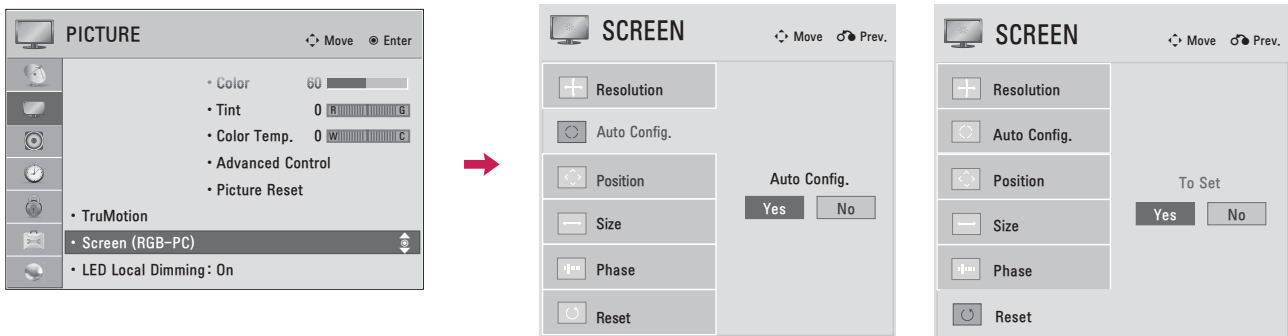 PICTURE
Move Enter
• Color 60
• Tint 0 R G
• Color Temp. 0 W C
• Advanced Control
• Picture Reset
• TruMotion
• Screen (RGB-PC)
• LED Local Dimming: On
SCREEN
Move Prev.
Resolution
Auto Config.
Position
Size
Phase
Reset
Auto Config.
Yes No
SCREEN
Move Prev.
Resolution
Auto Config.
Position
Size
Phase
Reset
To Set
Yes No